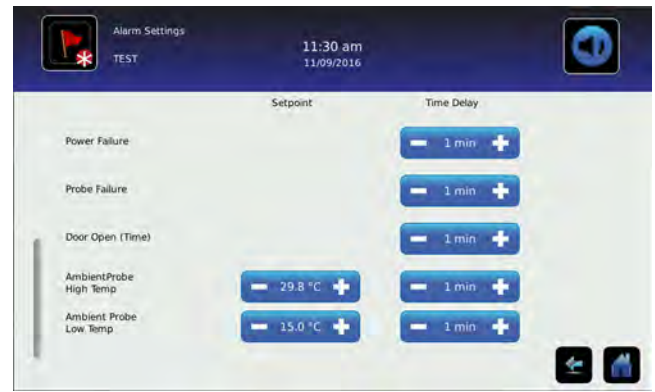 Alarm Settings
TEST
11:30 am
11/09/2016
Setpoint Time Delay
Power Failure 1 min
Probe Failure 1 min
Door Open (Time) 1 min
AmbientProbe
High Temp 29.8 °C 1 min
Ambient Probe
Low Temp 15.0 °C 1 min